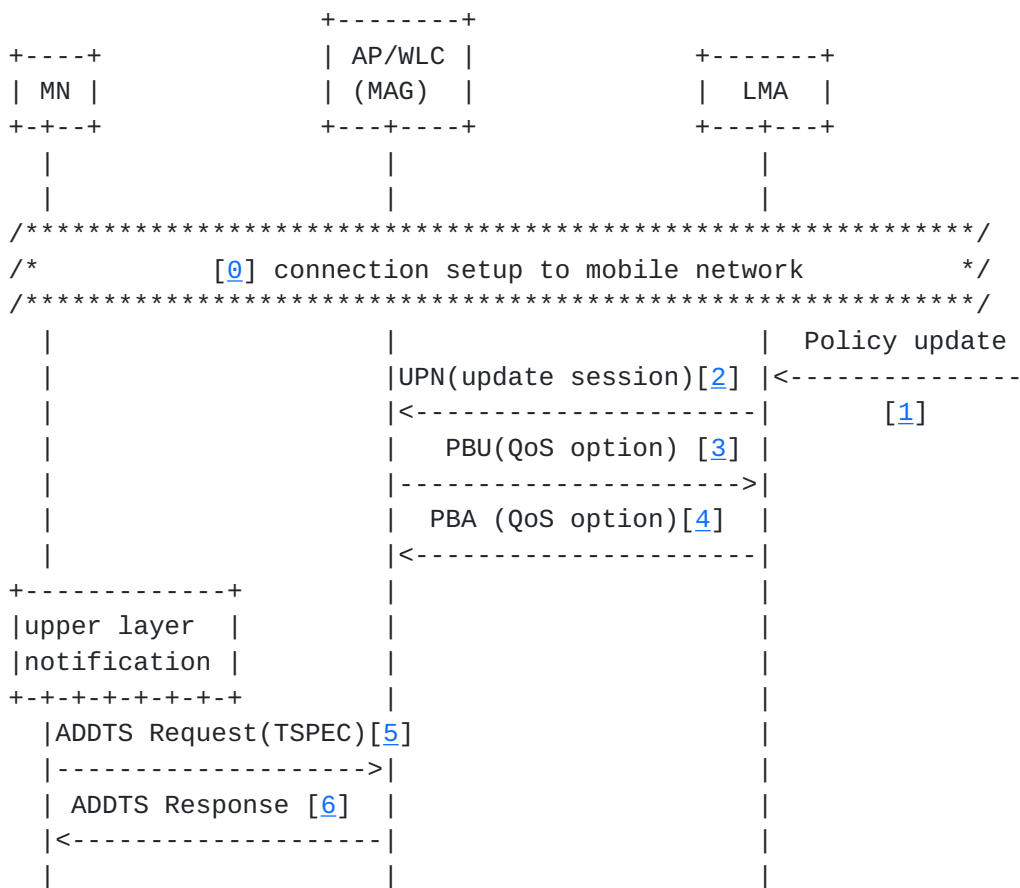 +--------+
+----+              | AP/WLC |              +-------+
| MN |              | (MAG)  |              |  LMA  |
+-+--+              +---+----+              +---+---+
  |                     |                       |
  |                     |                       |
/*************************************************************/
/*           [0] connection setup to mobile network          */
/*************************************************************/
  |                     |                       |  Policy update
  |                     |UPN(update session)[2] |<---------------
  |                     |<----------------------|       [1]
  |                     |   PBU(QoS option) [3] |
  |                     |---------------------->|
  |                     |  PBA (QoS option)[4]  |
  |                     |<----------------------|
+-------------+         |                       |
|upper layer  |         |                       |
|notification |         |                       |
+-+-+-+-+-+-+-+         |                       |
  |ADDTS Request(TSPEC)[5]                      |
  |-------------------->|                       |
  | ADDTS Response [6]  |                       |
  |<--------------------|                       |
  |                     |                       |